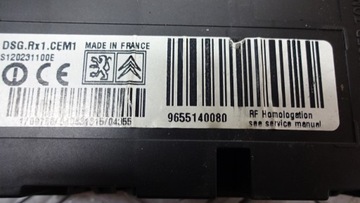 DSG.Rx1.CEM1 MADE IN FRANCE
S120231100E
9655140080
RF Homologation
see service manual